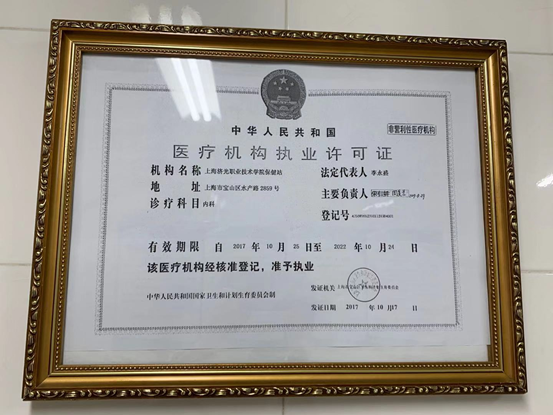 中华人民共和国
非营利性医疗机构
医疗机构执业许可证
机构名称 上海济光职业技术学院保健站
法定代表人 李永盛
地址 上海市宝山区水产路2859号
主要负责人
诊疗科目 内科
登记号
有效期限 自 2017 年 10 月 25 日至 2022 年 10 月 24 日
该医疗机构经核准登记，准予执业
发证机关
中华人民共和国国家卫生和计划生育委员会制
发证日期 2017 年 10 月 17 日